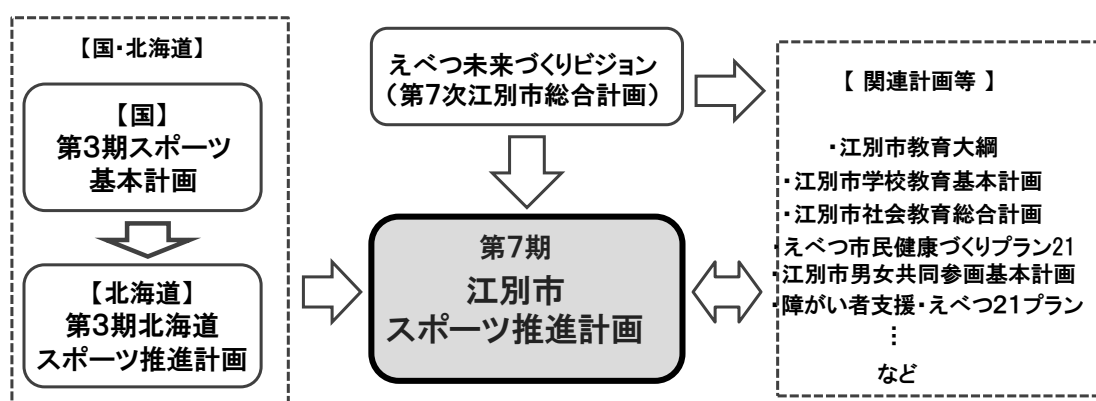 【国・北海道】
【国】
第3期スポーツ
基本計画
【北海道】
第3期北海道
スポーツ推進計画
えべつ未来づくりビジョン
（第7次江別市総合計画）
第7期
江別市
スポーツ推進計画
【 関連計画等 】
・江別市教育大綱
・江別市学校教育基本計画
・江別市社会教育総合計画
・えべつ市民健康づくりプラン21
・江別市男女共同参画基本計画
・障がい者支援・えべつ21プラン
：
など